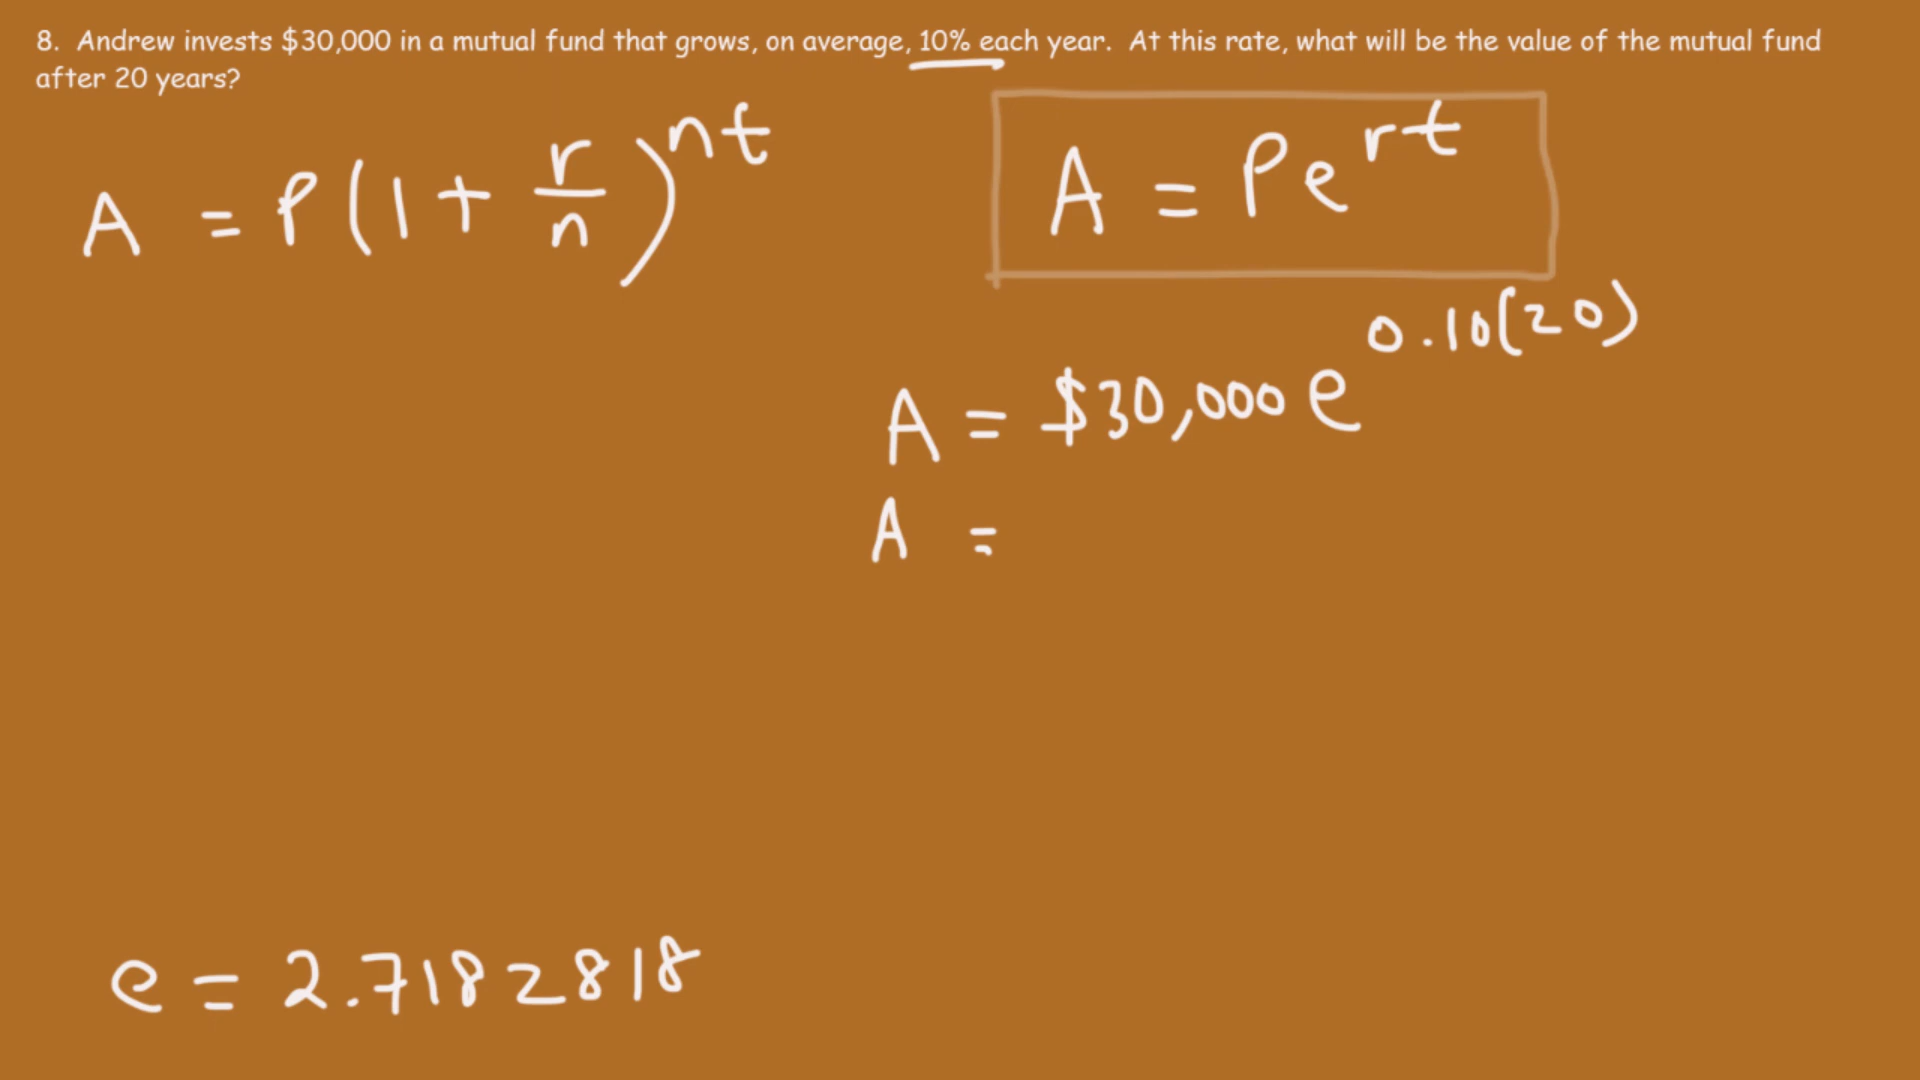 8. Andrew invests $30,000 in a mutual fund that grows, on average, 10% each year. At this rate, what will be the value of the mutual fund
after 20 years?
A = P(1 + r/n)^nt
A = Pe^rt
A = $30,000 e^0.10(20)
A =
e = 2.7182818